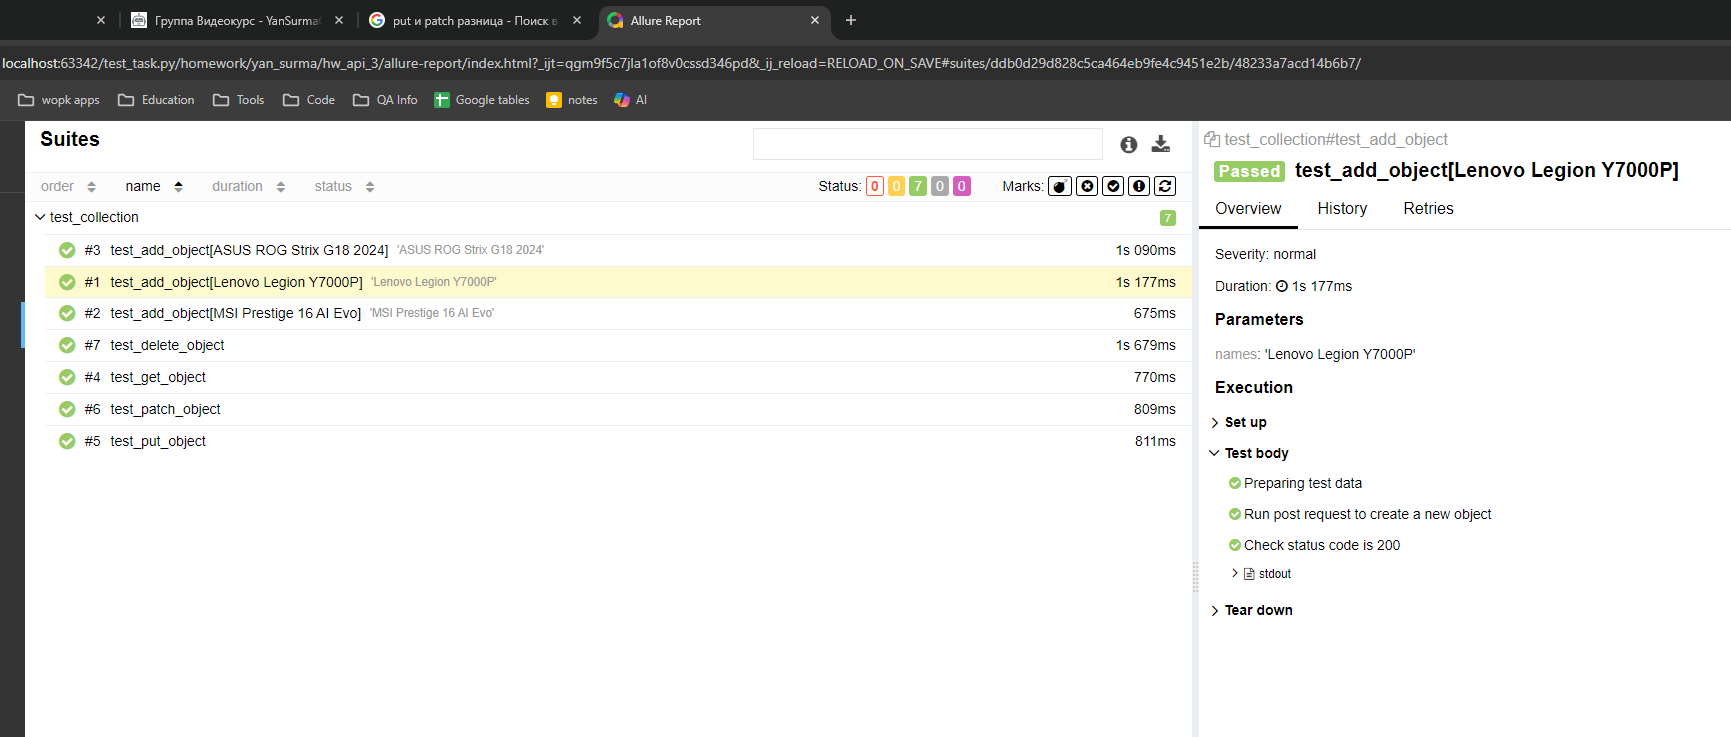 Группа Видеокурс - YanSurma
put и patch разница - Поиск в
Allure Report
localhost:63342/test_task.py/homework/yan_surma/hw_api_3/allure-report/index.html?_ijt=qgm9f5c7jla1of8v0cssd346pd&_ij_reload=RELOAD_ON_SAVE#suites/ddb0d29d828c5ca464eb9fe4c9451e2b/48233a7acd14b6b7/
wopk apps Education Tools Code QA Info Google tables notes AI
Suites
order name duration status Status: 0 0 7 0 0 Marks:
test_collection 7
#3 test_add_object[ASUS ROG Strix G18 2024] 'ASUS ROG Strix G18 2024' 1s 090ms
#1 test_add_object[Lenovo Legion Y7000P] 'Lenovo Legion Y7000P' 1s 177ms
#2 test_add_object[MSI Prestige 16 AI Evo] 'MSI Prestige 16 AI Evo' 675ms
#7 test_delete_object 1s 679ms
#4 test_get_object 770ms
#6 test_patch_object 809ms
#5 test_put_object 811ms
test_collection#test_add_object
Passed test_add_object[Lenovo Legion Y7000P]
Overview History Retries
Severity: normal
Duration: 1s 177ms
Parameters
names: 'Lenovo Legion Y7000P'
Execution
Set up
Test body
Preparing test data
Run post request to create a new object
Check status code is 200
stdout
Tear down